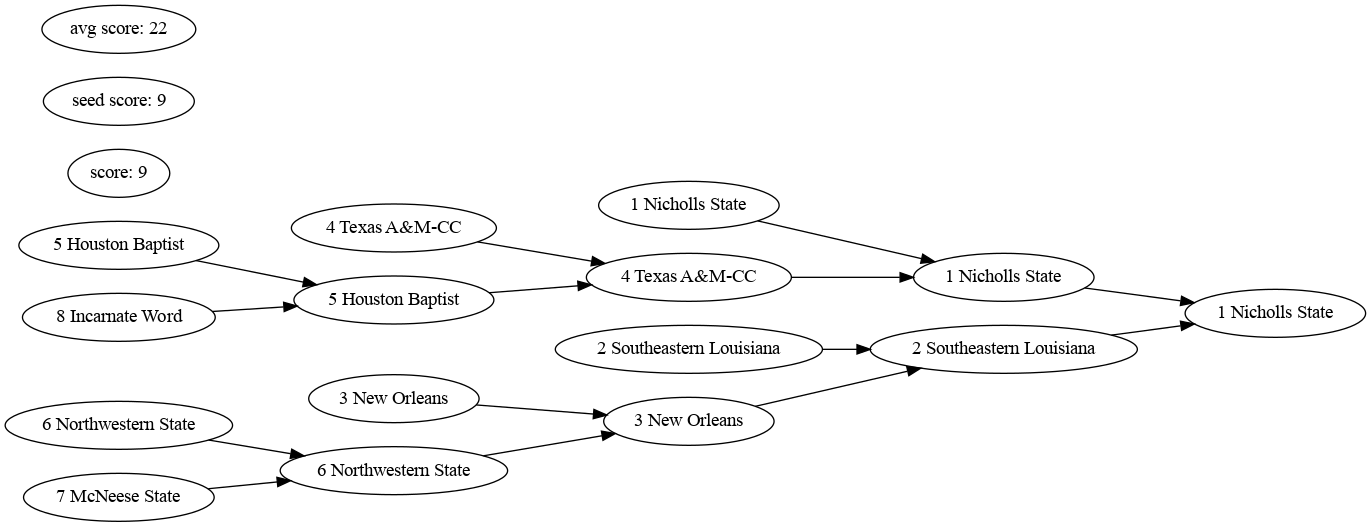 avg score: 22
seed score: 9
score: 9
5 Houston Baptist
8 Incarnate Word
6 Northwestern State
7 McNeese State
4 Texas A&M-CC
5 Houston Baptist
3 New Orleans
6 Northwestern State
1 Nicholls State
4 Texas A&M-CC
2 Southeastern Louisiana
3 New Orleans
1 Nicholls State
2 Southeastern Louisiana
1 Nicholls State